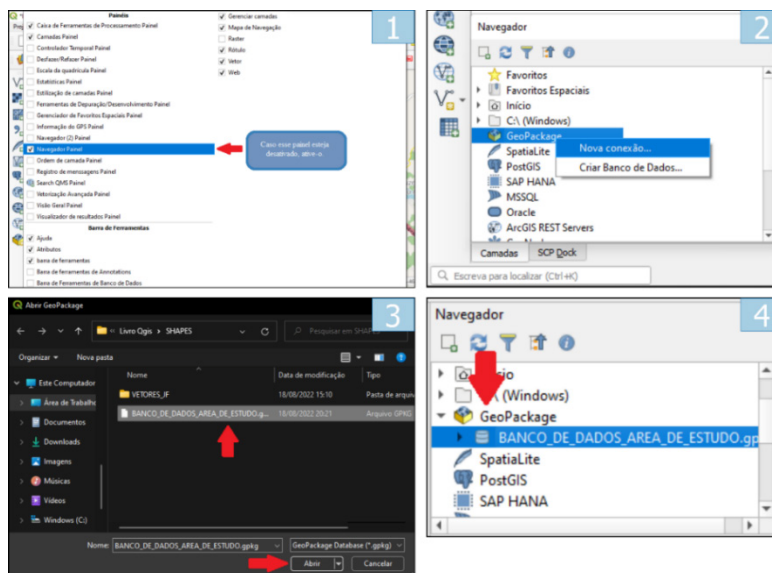 1
Painéis
Caixa de Ferramentas de Processamento Painel
Camadas Painel
Controlador Temporal Painel
Desfazer/Refazer Painel
Escala da quadrícula Painel
Estatísticas Painel
Estilização de camadas Painel
Ferramentas de Depuração/Desenvolvimento Painel
Gerenciador de Favoritos Espaciais Painel
Informação do GPS Painel
Navegador (2) Painel
Navegador Painel
Ordem de camada Painel
Registro de mensagens Painel
Search QMS Painel
Vetorização Avançada Painel
Visão Geral Painel
Visualizador de resultados Painel
Barra de Ferramentas
Ajuda
Atributos
barra de ferramentas
Barra de Ferramentas de Annotations
Barra de Ferramentas de Banco de Dados
Gerenciar camadas
Mapa de Navegação
Raster
Rótulo
Vetor
Web
Caso esse painel esteja
desativado, ative-o.
2
Navegador
Favoritos
Favoritos Espaciais
Início
C:\ (Windows)
GeoPackage
Nova conexão...
SpatiaLite
Criar Banco de Dados...
PostGIS
SAP HANA
MSSQL
Oracle
ArcGIS REST Servers
Camadas
SCP Dock
Escreva para localizar (Ctrl+K)
3
Abrir GeoPackage
Livro Qgis > SHAPES
Pesquisar em
Organizar
Nova pasta
Nome
Data de modificação
Tipo
Este Computador
Área de Trabalho
Documentos
Downloads
Imagens
Músicas
Vídeos
Windows (C:)
VETORES_JF
18/08/2022 15:10
Pasta de arqui
BANCO_DE_DADOS_AREA_DE_ESTUDO.g...
18/08/2022 20:21
Arquivo GPKG
Nome:
BANCO_DE_DADOS_AREA_DE_ESTUDO.gpkg
GeoPackage Database (*.gpkg)
Abrir
Cancelar
4
Navegador
C:\ (Windows)
GeoPackage
BANCO_DE_DADOS_AREA_DE_ESTUDO.gp
SpatiaLite
PostGIS
SAP HANA